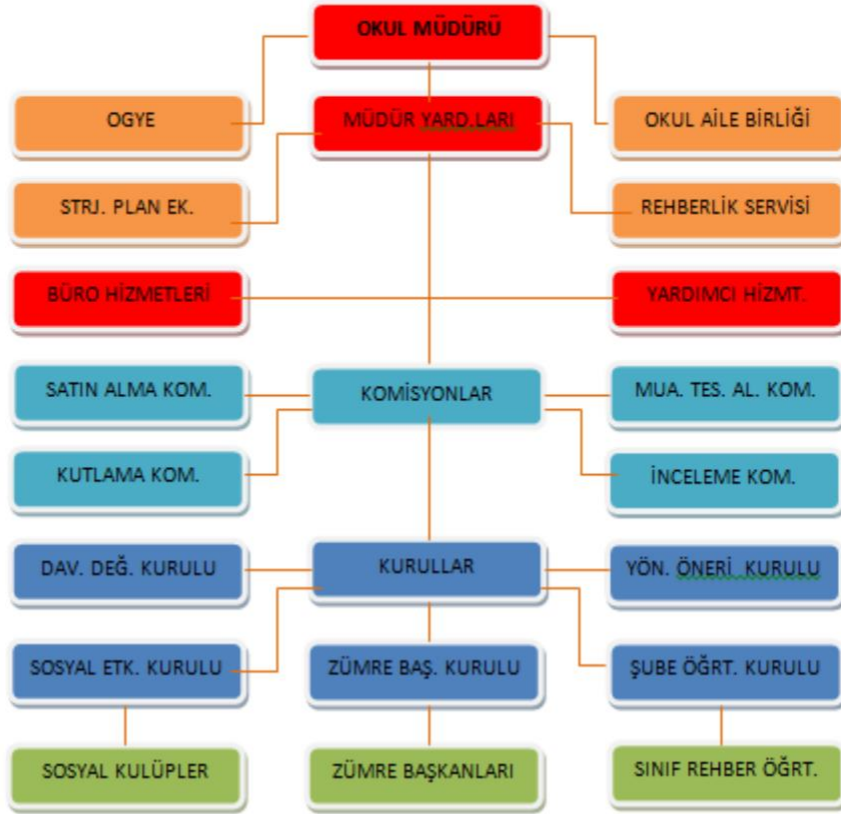 OKUL MÜDÜRÜ
OGYE
MÜDÜR YARD.LARI
OKUL AİLE BİRLİĞİ
STRJ. PLAN EK.
REHBERLİK SERVİSİ
BÜRO HİZMETLERİ
YARDIMCI HİZMT.
SATIN ALMA KOM.
KOMİSYONLAR
MUA. TES. AL. KOM.
KUTLAMA KOM.
İNCELEME KOM.
DAV. DEĞ. KURULU
KURULLAR
YÖN. ÖNERİ KURULU
SOSYAL ETK. KURULU
ZÜMRE BAŞ. KURULU
ŞUBE ÖĞRT. KURULU
SOSYAL KULÜPLER
ZÜMRE BAŞKANLARI
SINIF REHBER ÖĞRT.